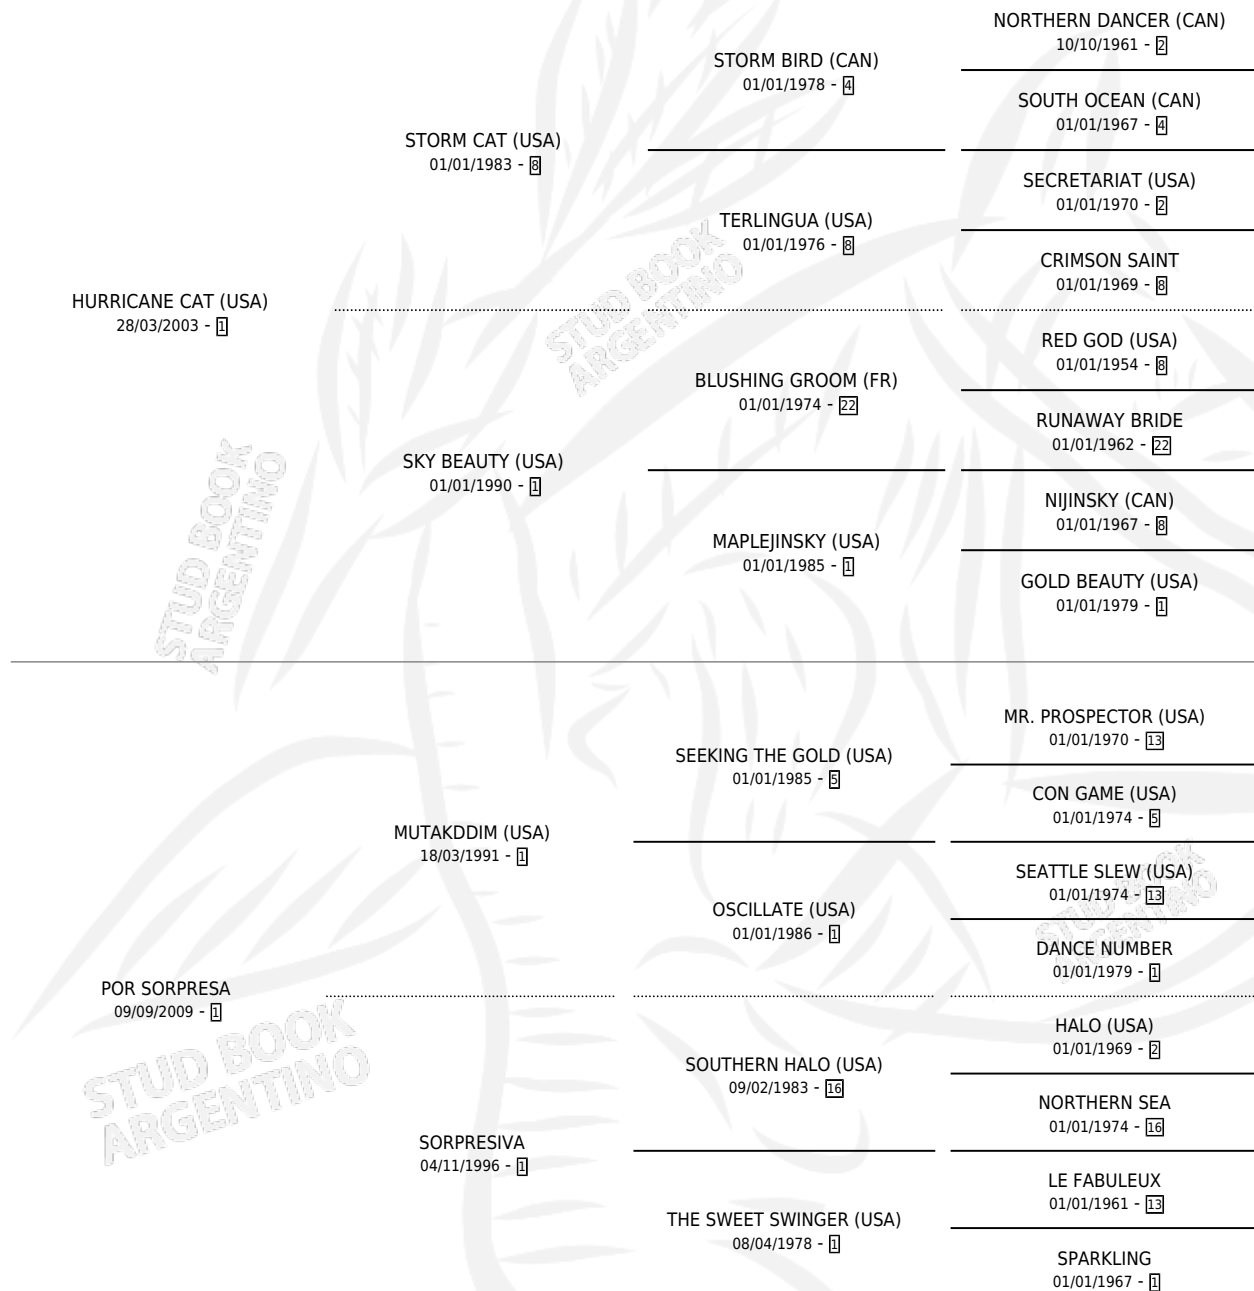 NORTHERN DANCER (CAN)
10/10/1961 - 2
STORM BIRD (CAN)
01/01/1978 - 4
SOUTH OCEAN (CAN)
01/01/1967 - 4
STORM CAT (USA)
01/01/1983 - 8
SECRETARIAT (USA)
01/01/1970 - 2
TERLINGUA (USA)
01/01/1976 - 8
CRIMSON SAINT
01/01/1969 - 8
HURRICANE CAT (USA)
28/03/2003 - 1
STUD BOOK
ARGENTINO
RED GOD (USA)
01/01/1954 - 8
BLUSHING GROOM (FR)
01/01/1974 - 22
RUNAWAY BRIDE
01/01/1962 - 22
SKY BEAUTY (USA)
01/01/1990 - 1
NIJINSKY (CAN)
01/01/1967 - 8
MAPLEJINSKY (USA)
01/01/1985 - 1
GOLD BEAUTY (USA)
01/01/1979 - 1
STUD BOOK
ARGENTINO
MR. PROSPECTOR (USA)
01/01/1970 - 13
SEEKING THE GOLD (USA)
01/01/1985 - 5
CON GAME (USA)
01/01/1974 - 5
MUTAKDDIM (USA)
18/03/1991 - 1
SEATTLE SLEW (USA)
01/01/1974 - 13
OSCILLATE (USA)
01/01/1986 - 1
DANCE NUMBER
01/01/1979 - 1
STUD BOOK
ARGENTINO
POR SORPRESA
09/09/2009 - 1
HALO (USA)
01/01/1969 - 2
SOUTHERN HALO (USA)
09/02/1983 - 16
NORTHERN SEA
01/01/1974 - 16
SORPRESIVA
04/11/1996 - 1
LE FABULEUX
01/01/1961 - 13
THE SWEET SWINGER (USA)
08/04/1978 - 1
SPARKLING
01/01/1967 - 1
STUD BOOK
ARGENTINO